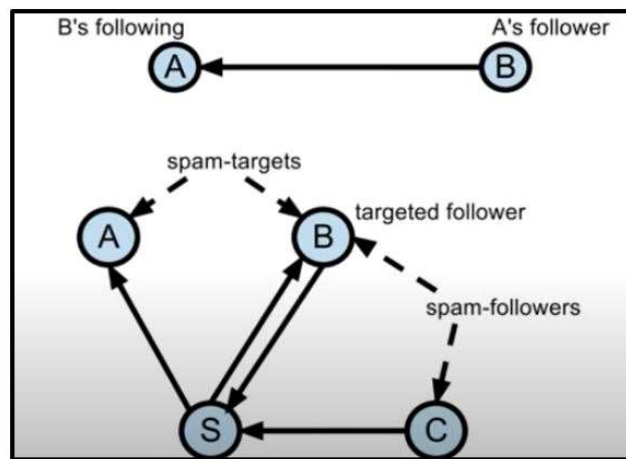 B's following
A's follower
A
B
spam-targets
A
B
targeted follower
spam-followers
S
C